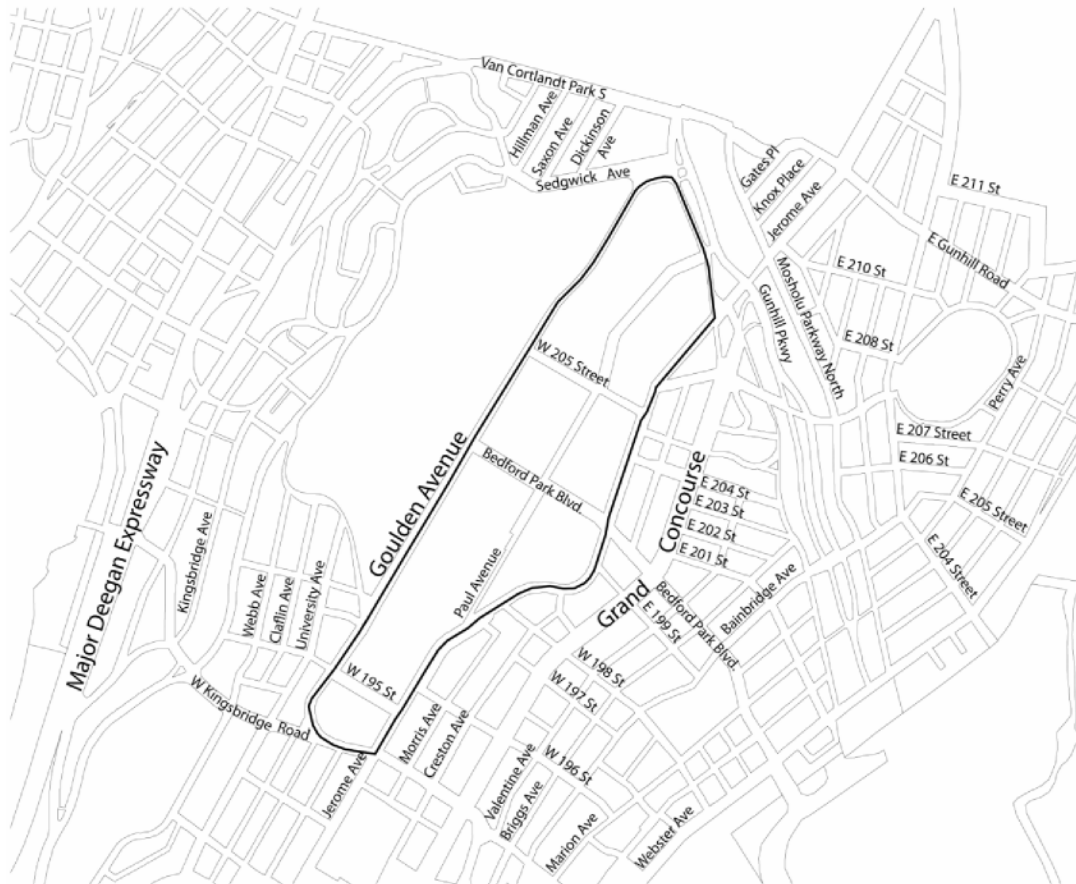 Van Cortlandt Park S
Hillman Ave
Saxon Ave
Dickinson
Ave
Sedgwick Ave
Gates Pl
Knox Place
Jerome Ave
E 211 St
E Gunhill Road
E 210 St
Mosholu Parkway North
Gunhill Pkwy
E 208 St
Perry Ave
W 205 Street
E 207 Street
E 206 St
Goulden Avenue
Bedford Park Blvd.
Concourse
E 204 St
E 203 St
E 202 St
E 201 St
E 205 Street
E 204 Street
Major Deegan Expressway
Kingsbridge Ave
Webb Ave
Claflin Ave
University Ave
Paul Avenue
Grand
Bedford Park Blvd.
Bainbridge Ave
E 199 St
W 198 St
W 197 St
W 195 St
W Kingsbridge Road
Morris Ave
Creston Ave
Jerome Ave
W 196 St
Valentine Ave
Briggs Ave
Marion Ave
Webster Ave